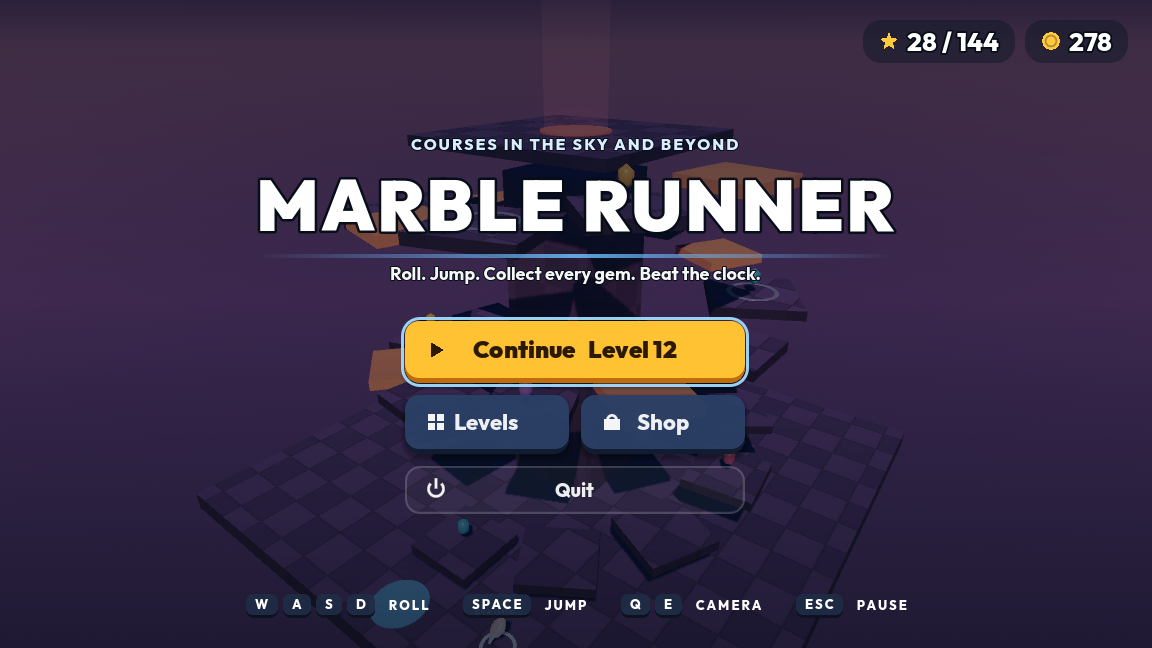 28 / 144
278
COURSES IN THE SKY AND BEYOND
MARBLE RUNNER
Roll. Jump. Collect every gem. Beat the clock.
Continue Level 12
Levels
Shop
Quit
W A S D ROLL SPACE JUMP Q E CAMERA ESC PAUSE